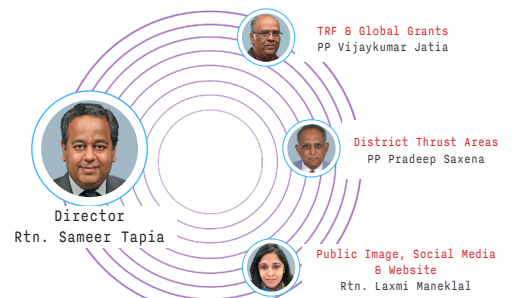 TRF & Global Grants
PP Vijaykumar Jatia
District Thrust Areas
PP Pradeep Saxena
Director
Rtn. Sameer Tapia
Public Image, Social Media
& Website
Rtn. Laxmi Maneklal